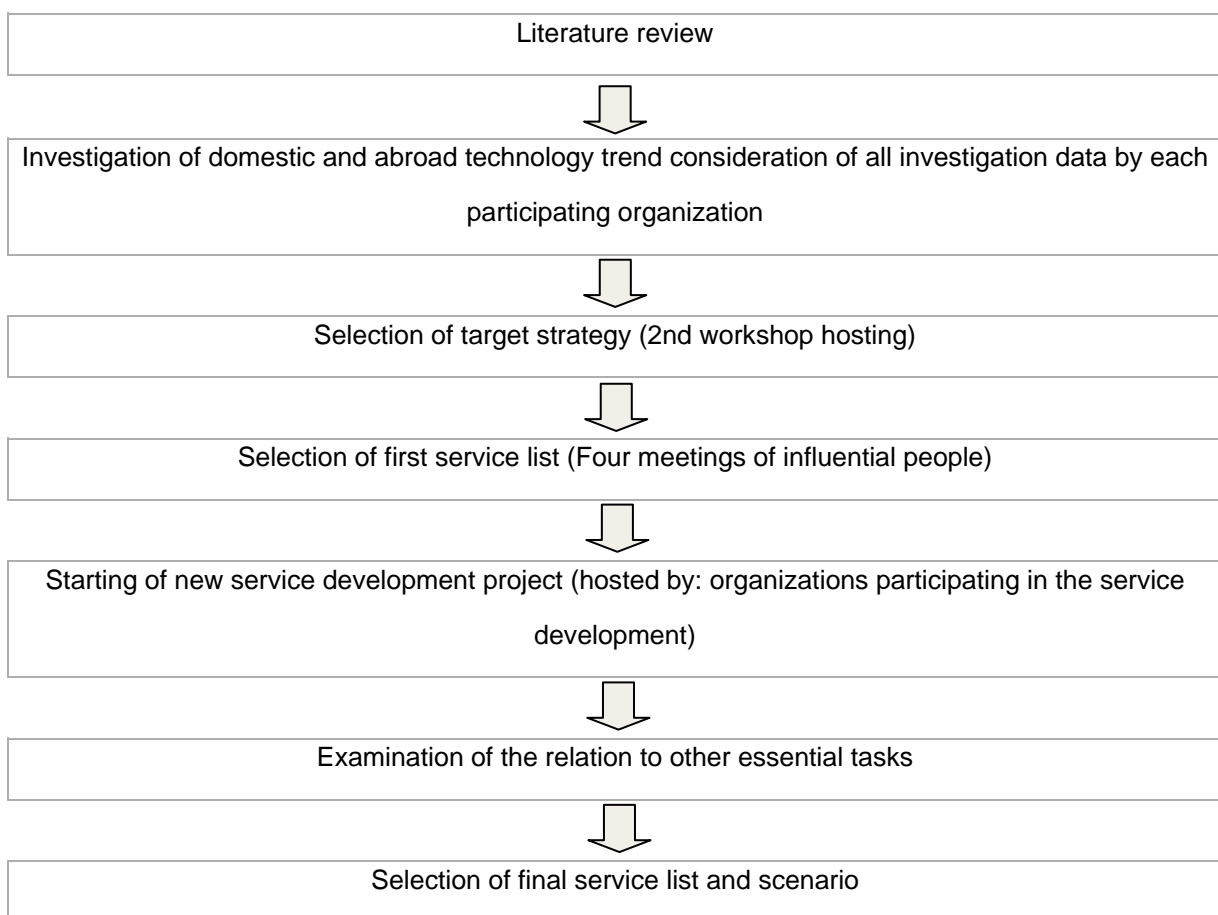 Literature review
Investigation of domestic and abroad technology trend consideration of all investigation data by each
participating organization
Selection of target strategy (2nd workshop hosting)
Selection of first service list (Four meetings of influential people)
Starting of new service development project (hosted by: organizations participating in the service
development)
Examination of the relation to other essential tasks
Selection of final service list and scenario